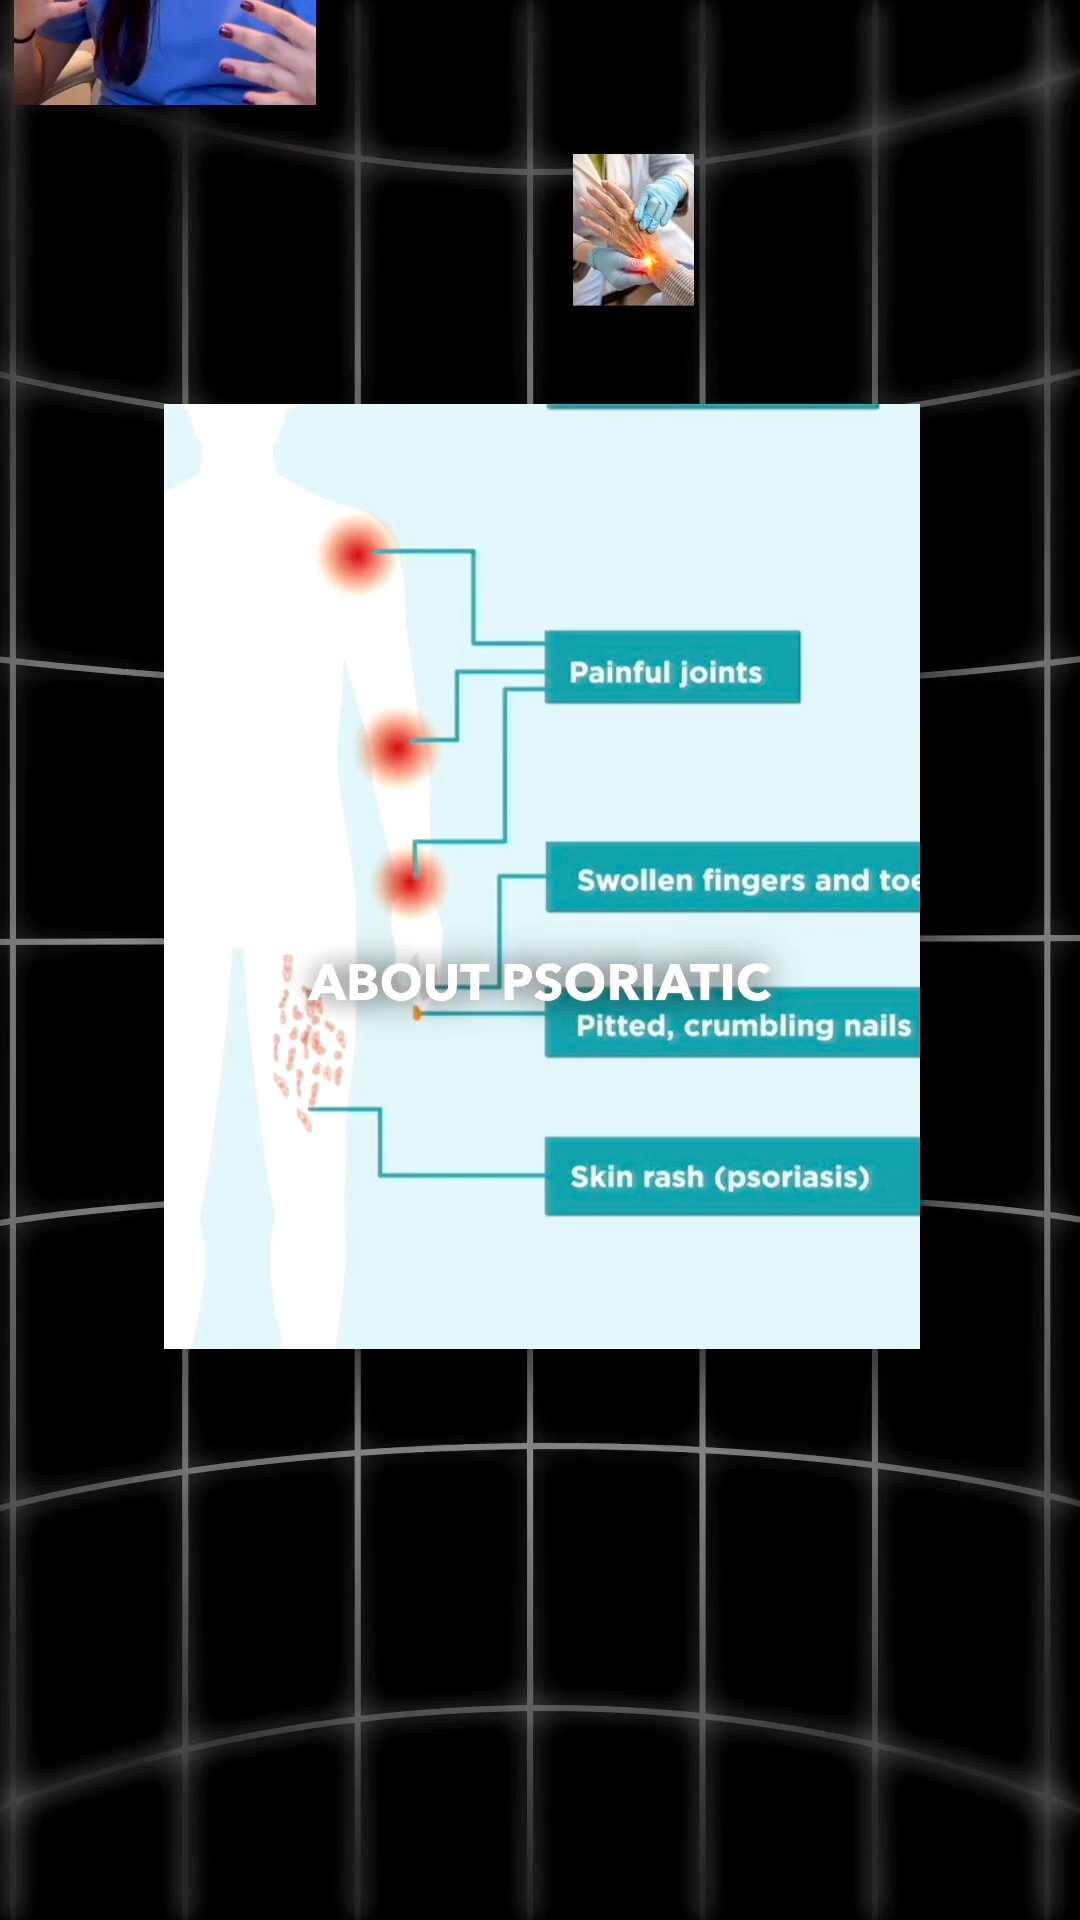 Painful joints
Swollen fingers and toe
ABOUT PSORIATIC
Pitted, crumbling nails
Skin rash (psoriasis)